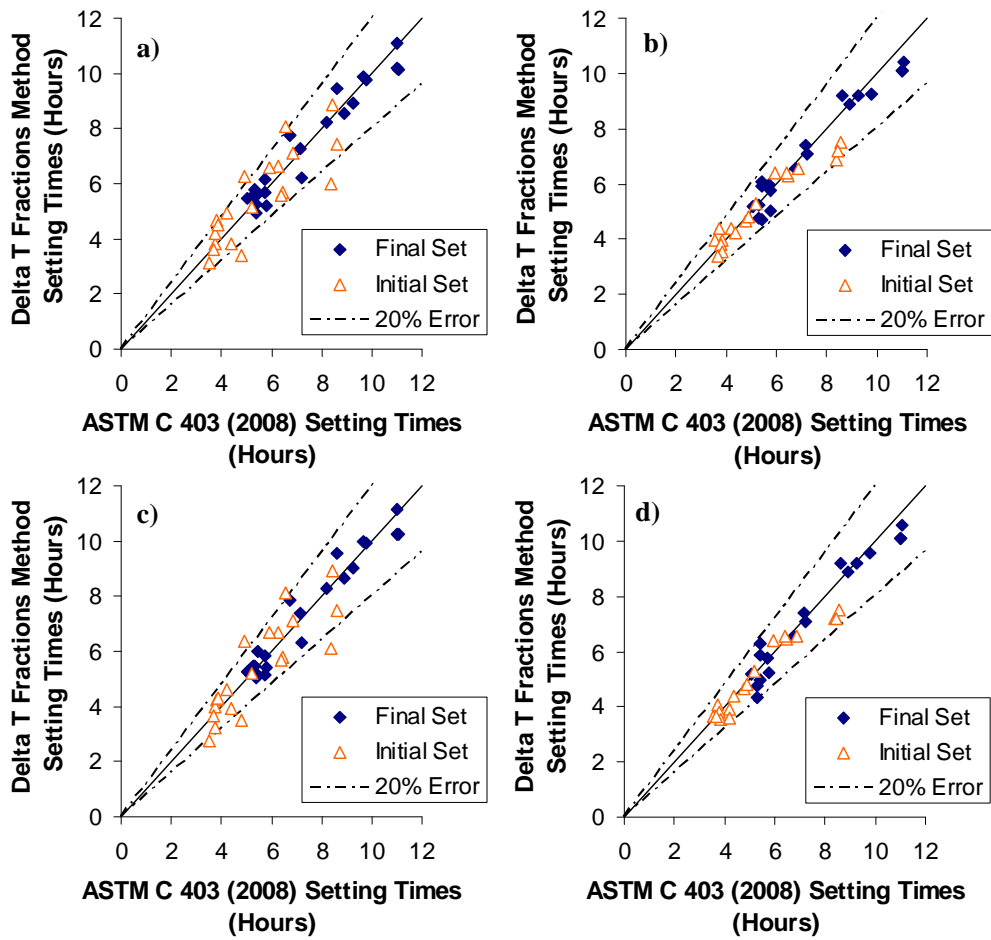 a)
Delta T Fractions Method
Setting Times (Hours)
12
10
8
6
4
2
0
Final Set
Initial Set
20% Error
0 2 4 6 8 10 12
ASTM C 403 (2008) Setting Times
(Hours)
b)
Delta T Fractions Method
Setting Times (Hours)
12
10
8
6
4
2
0
Final Set
Initial Set
20% Error
0 2 4 6 8 10 12
ASTM C 403 (2008) Setting Times
(Hours)
c)
Delta T Fractions Method
Setting Times (Hours)
12
10
8
6
4
2
0
Final Set
Initial Set
20% Error
0 2 4 6 8 10 12
ASTM C 403 (2008) Setting Times
(Hours)
d)
Delta T Fractions Method
Setting Times (Hours)
12
10
8
6
4
2
0
Final Set
Initial Set
20% Error
0 2 4 6 8 10 12
ASTM C 403 (2008) Setting Times
(Hours)